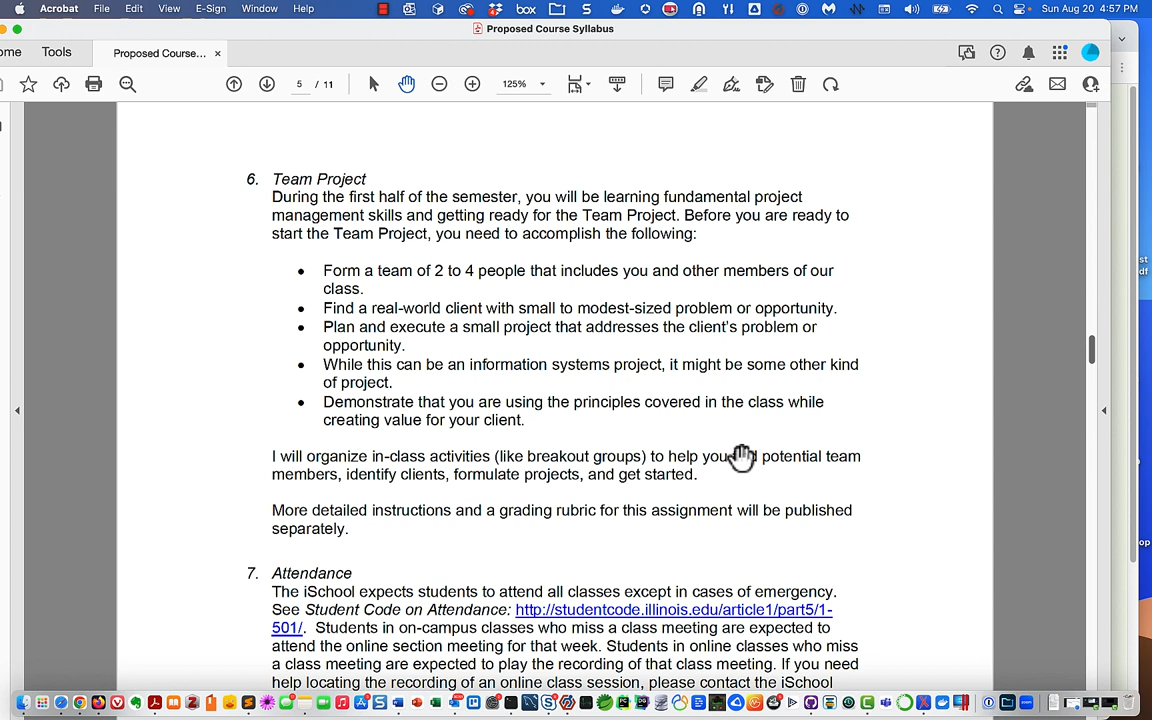 Acrobat File Edit View E-Sign Window Help box Sun Aug 20 4:57 PM
Proposed Course Syllabus
ome Tools Proposed Course... ×
5 / 11 125%
6. Team Project
During the first half of the semester, you will be learning fundamental project
management skills and getting ready for the Team Project. Before you are ready to
start the Team Project, you need to accomplish the following:
• Form a team of 2 to 4 people that includes you and other members of our
class.
• Find a real-world client with small to modest-sized problem or opportunity.
• Plan and execute a small project that addresses the client's problem or
opportunity.
• While this can be an information systems project, it might be some other kind
of project.
• Demonstrate that you are using the principles covered in the class while
creating value for your client.
I will organize in-class activities (like breakout groups) to help you potential team
members, identify clients, formulate projects, and get started.
More detailed instructions and a grading rubric for this assignment will be published
separately.
7. Attendance
The iSchool expects students to attend all classes except in cases of emergency.
See Student Code on Attendance: http://studentcode.illinois.edu/article1/part5/1-
501/. Students in on-campus classes who miss a class meeting are expected to
attend the online section meeting for that week. Students in online classes who miss
a class meeting are expected to play the recording of that class meeting. If you need
help locating the recording of an online class session, please contact the iSchool
st
df
op